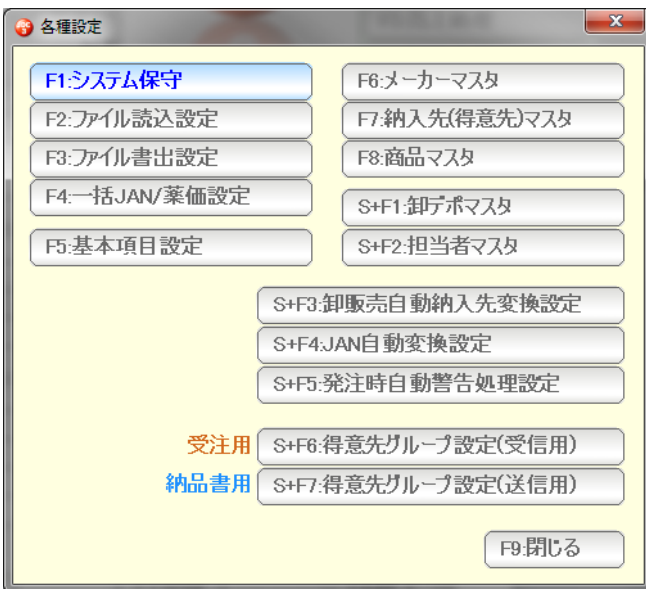 各種設定
F1:システム保守
F2:ファイル読込設定
F3:ファイル書出設定
F4:一括JAN/薬価設定
F5:基本項目設定
F6:メーカーマスタ
F7:納入先(得意先)マスタ
F8:商品マスタ
S+F1:卸デポマスタ
S+F2:担当者マスタ
S+F3:卸販売自動納入先変換設定
S+F4:JAN自動変換設定
S+F5:発注時自動警告処理設定
受注用 S+F6:得意先グループ設定(受信用)
納品書用 S+F7:得意先グループ設定(送信用)
F9:閉じる